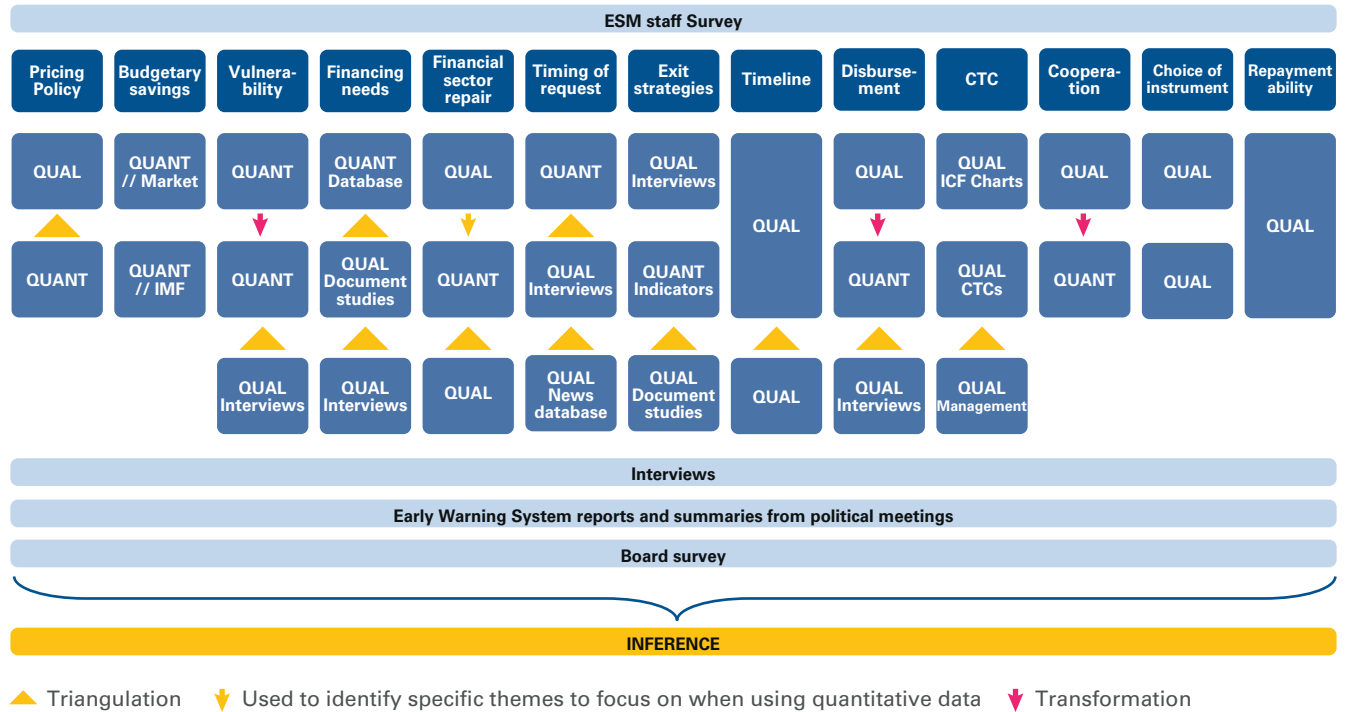 ESM staff Survey
Pricing
Policy
Budgetary
savings
Vulnera-
bility
Financing
needs
Financial
sector
repair
Timing of
request
Exit
strategies
Timeline
Disburse-
ment
CTC
Coopera-
tion
Choice of
instrument
Repayment
ability
QUAL
QUANT
// Market
QUANT
QUANT
Database
QUAL
QUANT
QUAL
Interviews
QUAL
QUAL
QUAL
ICF Charts
QUAL
QUAL
QUAL
QUANT
QUANT
// IMF
QUANT
QUAL
Document
studies
QUANT
QUAL
Interviews
QUANT
Indicators
QUANT
QUAL
CTCs
QUANT
QUAL
QUAL
Interviews
QUAL
Interviews
QUAL
QUAL
News
database
QUAL
Document
studies
QUAL
QUAL
Interviews
QUAL
Management
Interviews
Early Warning System reports and summaries from political meetings
Board survey
INFERENCE
Triangulation
Used to identify specific themes to focus on when using quantitative data
Transformation